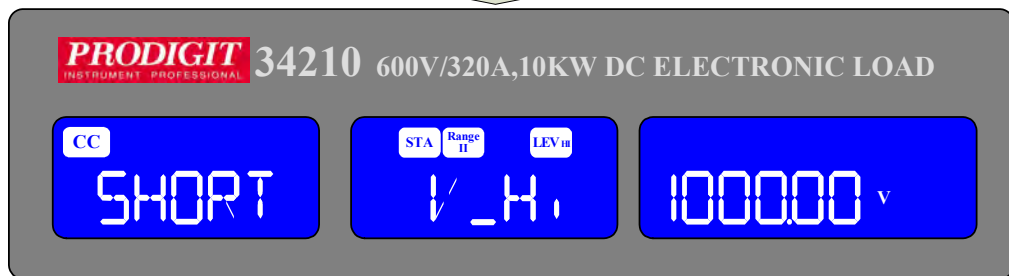 PRODIGIT
INSTRUMENT PROFESSIONAL
34210 600V/320A,10KW DC ELECTRONIC LOAD
CC
STA Range II LEV HI
SHORT V_Hi 1000.00 V